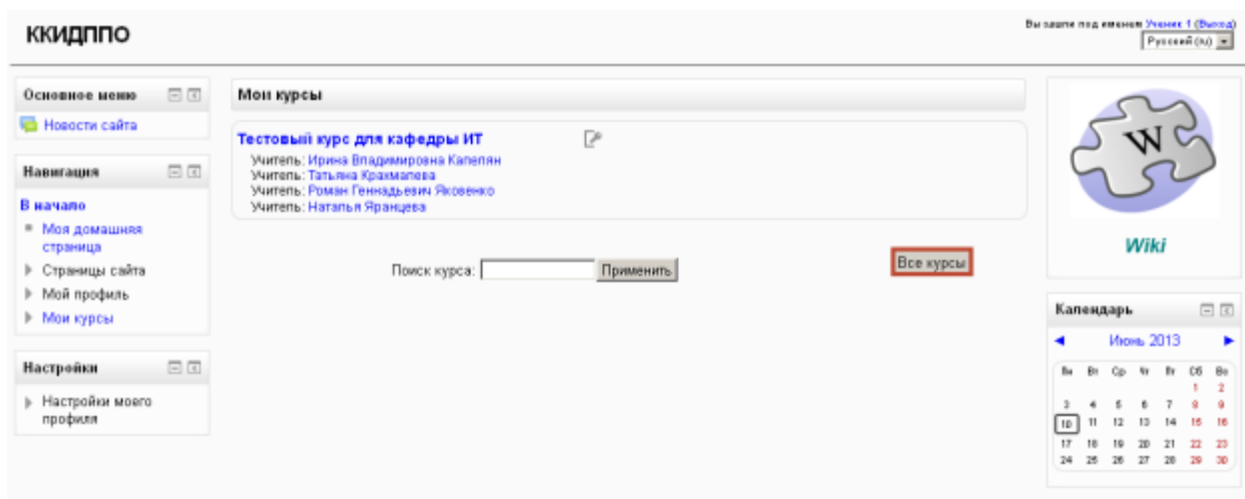 ККИДППО
Вы зашли под именем Ученик 1 (Выход)
Русский (ru)
Основное меню
Новости сайта
Навигация
В начало
Моя домашняя
страница
Страницы сайта
Мой профиль
Мои курсы
Настройки
Настройки моего
профиля
Мои курсы
Тестовый курс для кафедры ИТ
Учитель: Ирина Владимировна Капелян
Учитель: Татьяна Крахмалева
Учитель: Роман Геннадьевич Яковенко
Учитель: Наталья Яранцева
Поиск курса: Применить
Все курсы
W
Wiki
Календарь
Июнь 2013
Пн Вт Ср Чт Пт Сб Вс
1 2
3 4 5 6 7 8 9
10 11 12 13 14 15 16
17 18 19 20 21 22 23
24 25 26 27 28 29 30